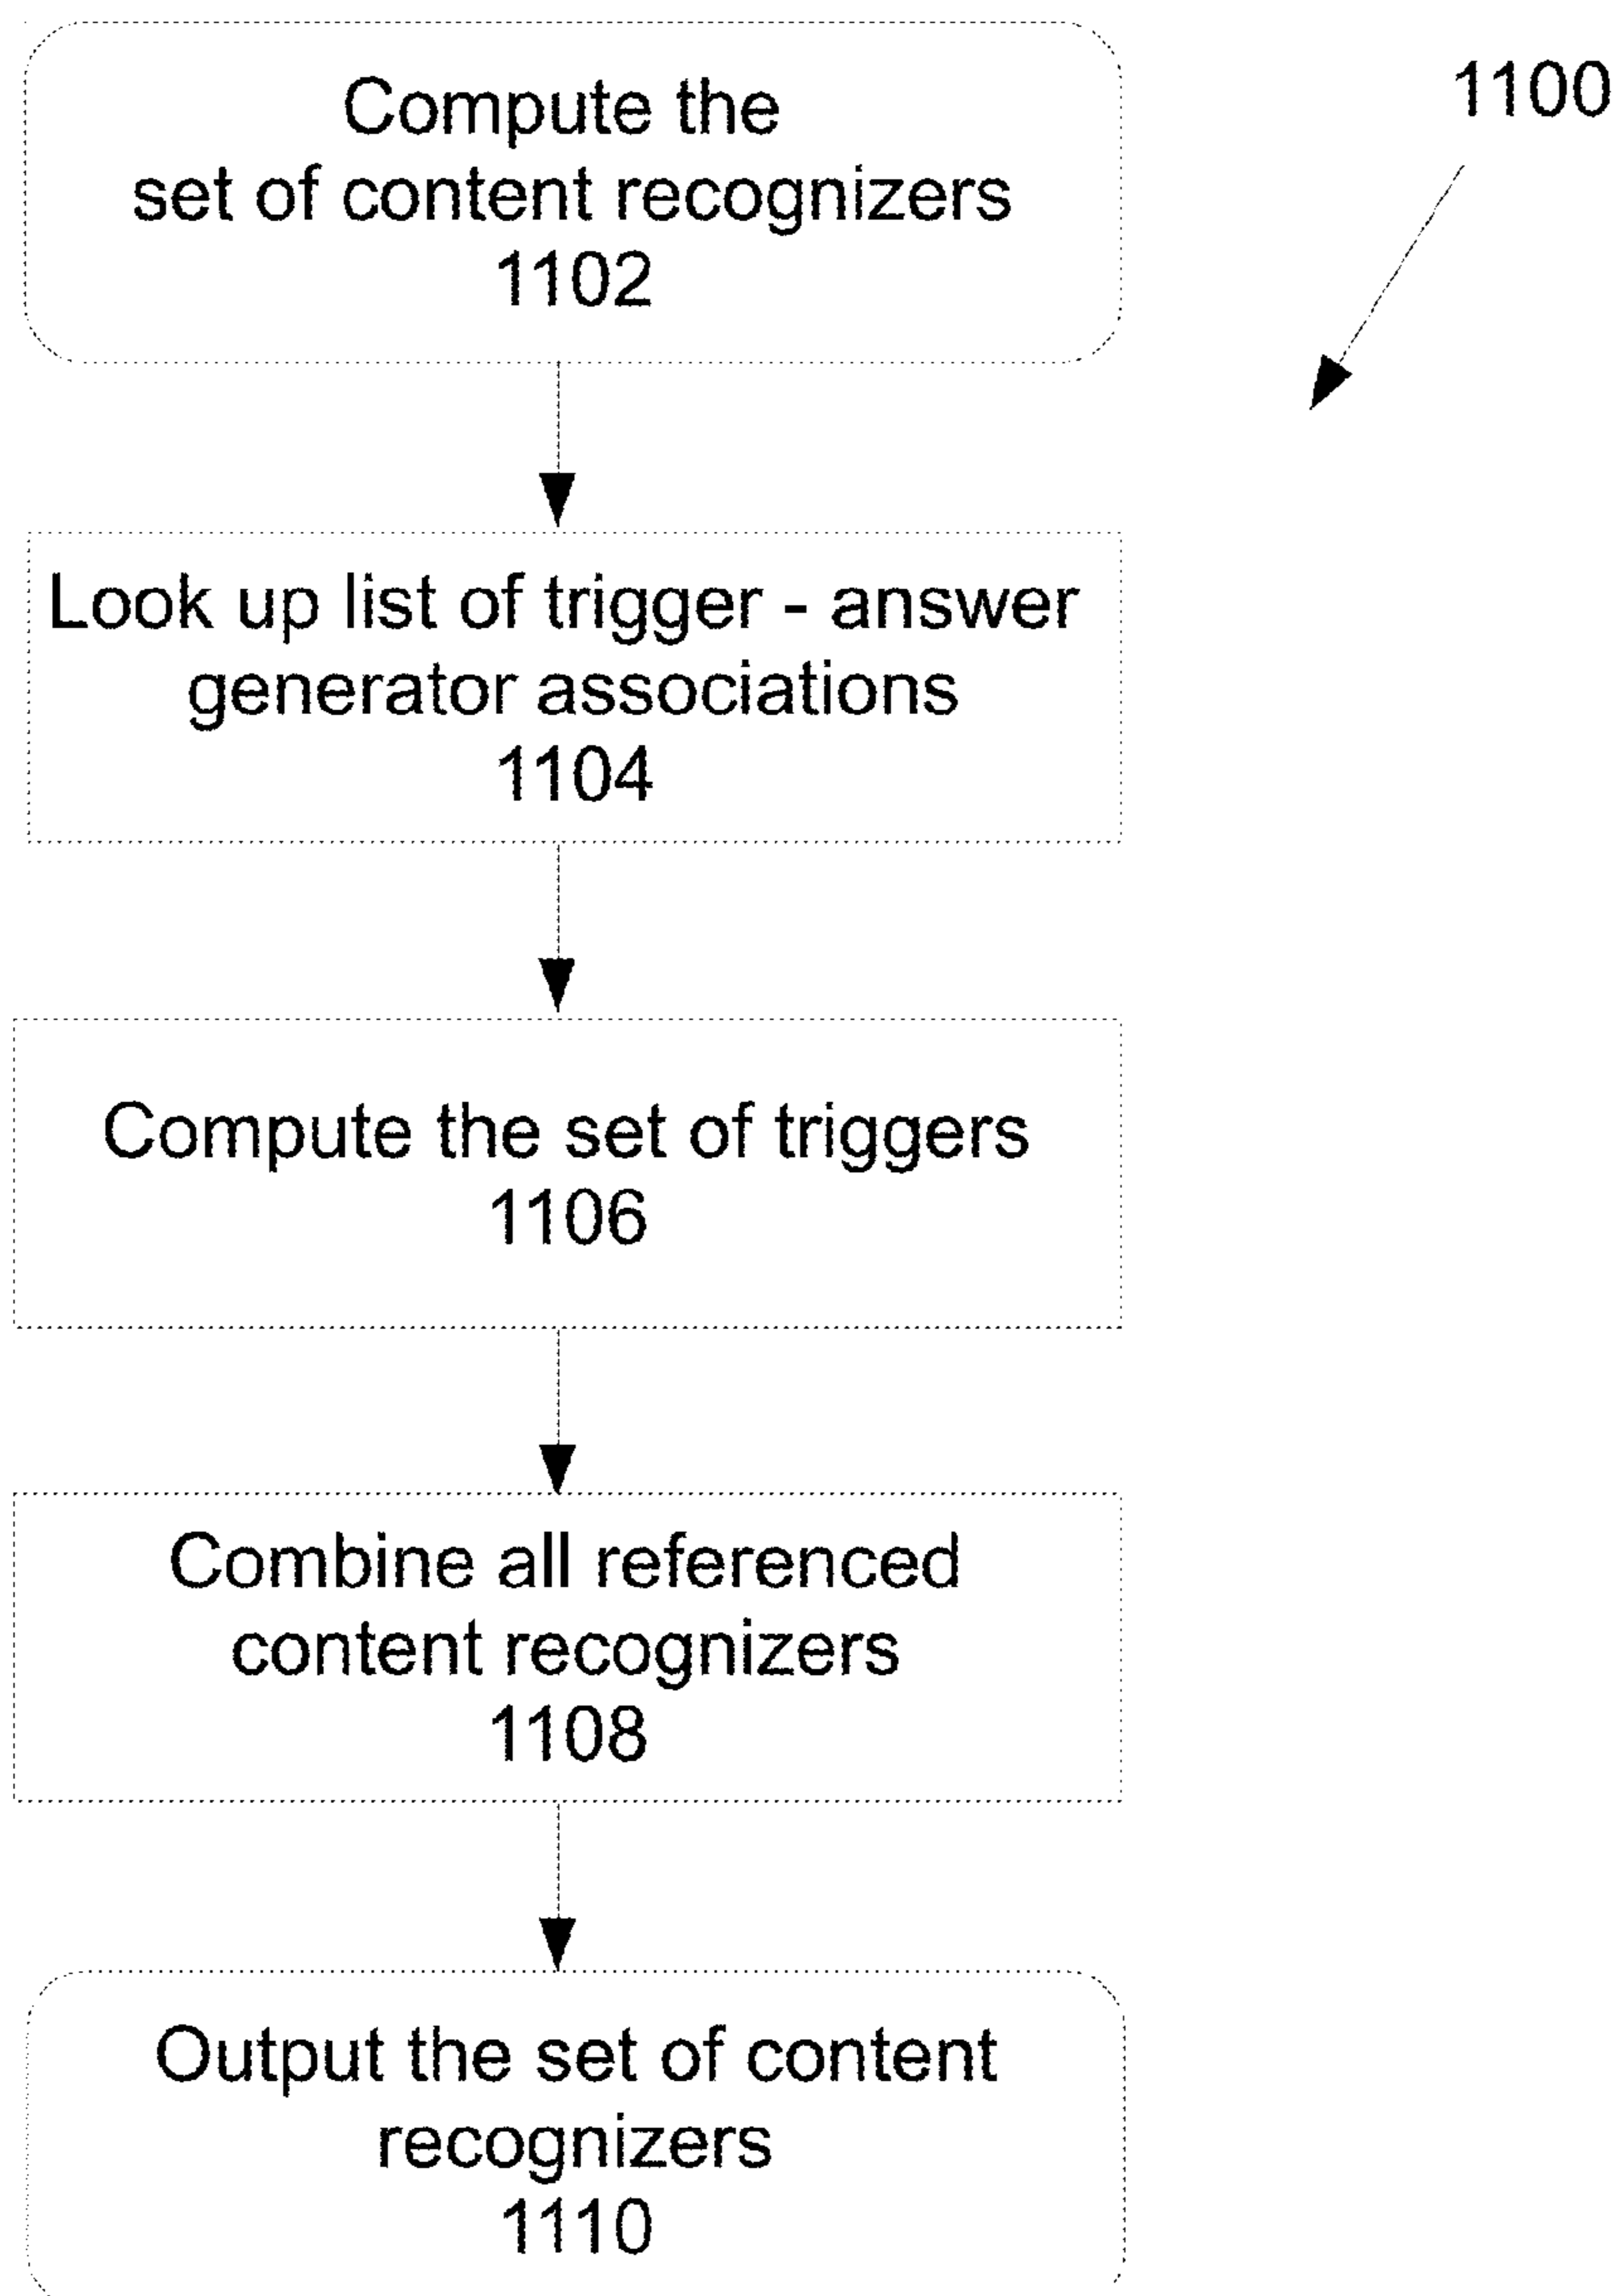 1100
Compute the
set of content recognizers
1102
Look up list of trigger - answer
generator associations
1104
Compute the set of triggers
1106
Combine all referenced
content recognizers
1108
Output the set of content
recognizers
1110